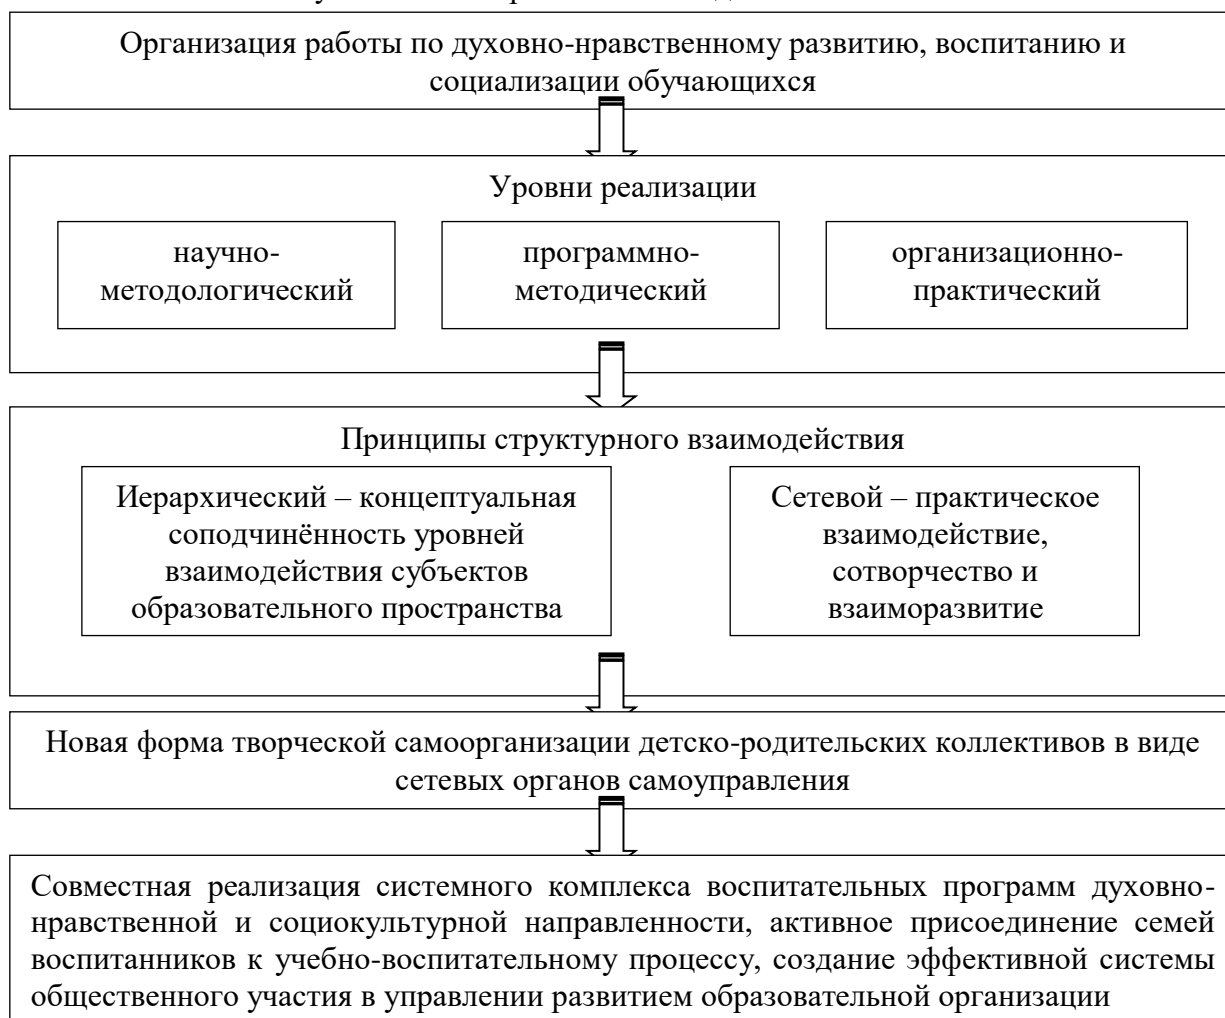 Организация работы по духовно-нравственному развитию, воспитанию и
социализации обучающихся
Уровни реализации
научно-
методологический
программно-
методический
организационно-
практический
Принципы структурного взаимодействия
Иерархический – концептуальная
соподчинённость уровней
взаимодействия субъектов
образовательного пространства
Сетевой – практическое
взаимодействие,
сотворчество и
взаиморазвитие
Новая форма творческой самоорганизации детско-родительских коллективов в виде
сетевых органов самоуправления
Совместная реализация системного комплекса воспитательных программ духовно-
нравственной и социокультурной направленности, активное присоединение семей
воспитанников к учебно-воспитательному процессу, создание эффективной системы
общественного участия в управлении развитием образовательной организации